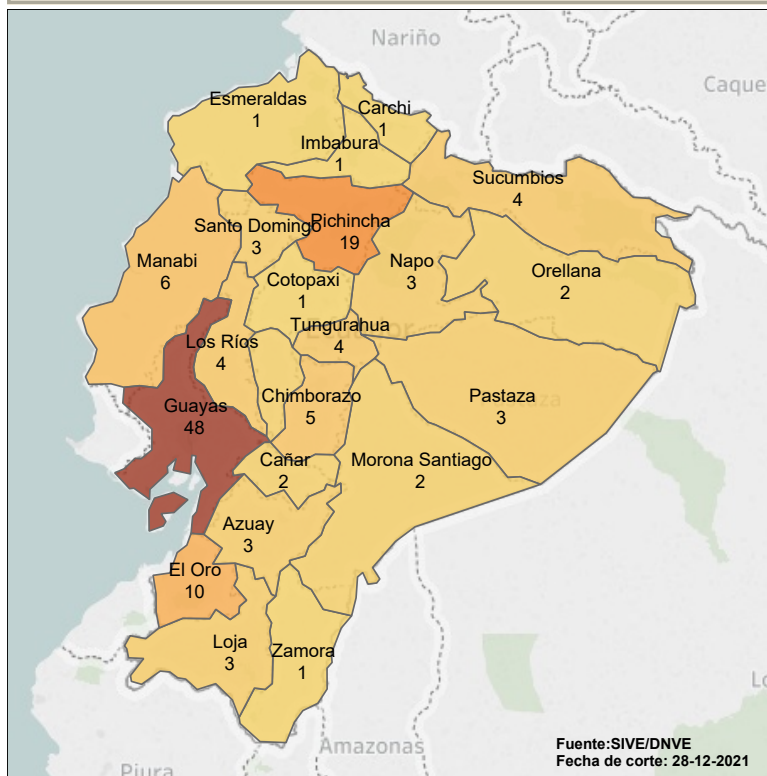 Nariño
Caque
Esmeraldas
1
Carchi
1
Imbabura
1
Sucumbios
4
Pichincha
19
Santo Domingo
3
Manabi
6
Napo
3
Orellana
2
Cotopaxi
1
Tungurahua
4
Ecuador
Los Ríos
4
Chimborazo
5
Pastaza
3
Guayas
48
Cañar
2
Morona Santiago
2
Azuay
3
El Oro
10
Loja
3
Zamora
1
Lo
Amazonas
Piura
Fuente:SIVE/DNVE
Fecha de corte: 28-12-2021